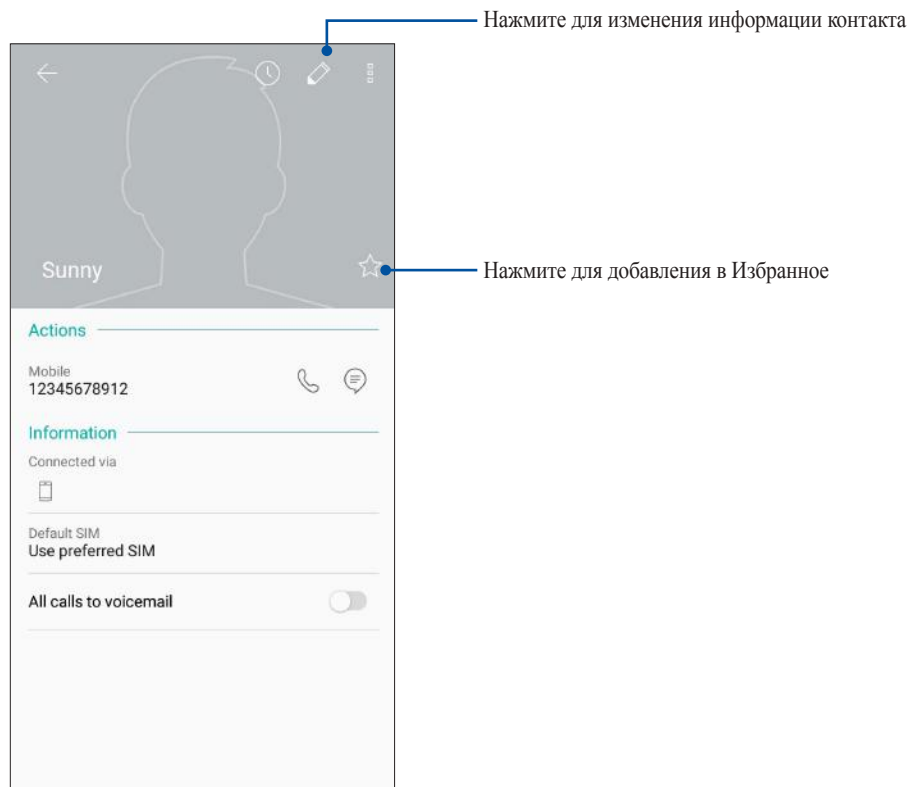 Нажмите для изменения информации контакта
Sunny
Нажмите для добавления в Избранное
Actions
Mobile
12345678912
Information
Connected via
Default SIM
Use preferred SIM
All calls to voicemail